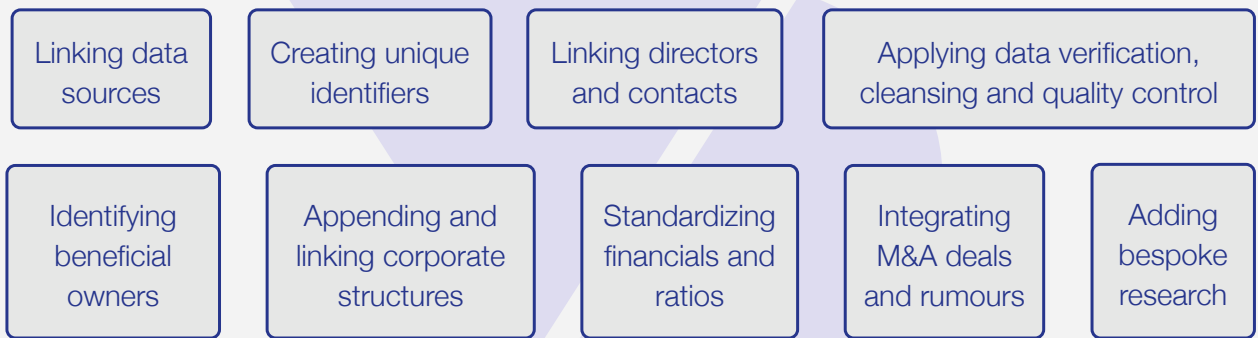 Linking data
sources
Creating unique
identifiers
Linking directors
and contacts
Applying data verification,
cleansing and quality control
Identifying
beneficial
owners
Appending and
linking corporate
structures
Standardizing
financials and
ratios
Integrating
M&A deals
and rumours
Adding
bespoke
research